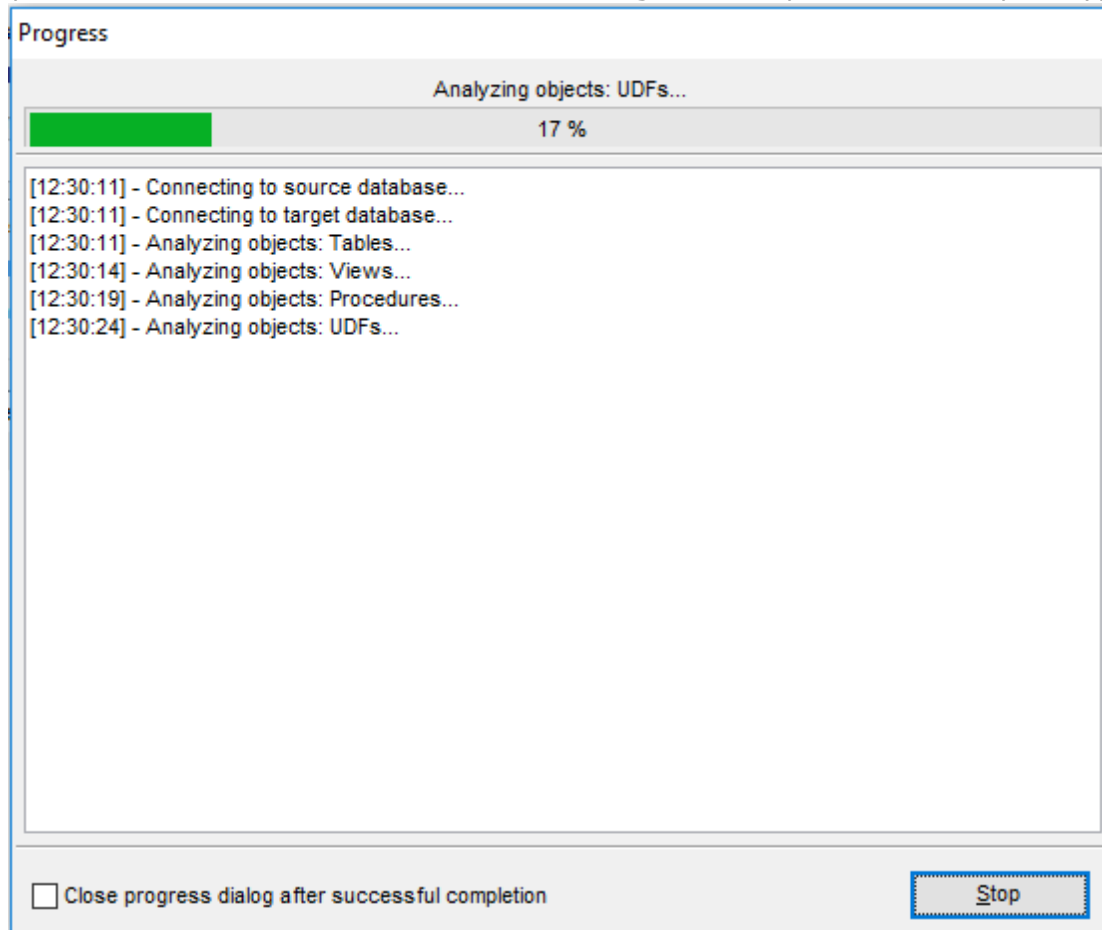 Progress
Analyzing objects: UDFs...
17 %
[12:30:11] - Connecting to source database...
[12:30:11] - Connecting to target database...
[12:30:11] - Analyzing objects: Tables...
[12:30:14] - Analyzing objects: Views...
[12:30:19] - Analyzing objects: Procedures...
[12:30:24] - Analyzing objects: UDFs...
Close progress dialog after successful completion
Stop